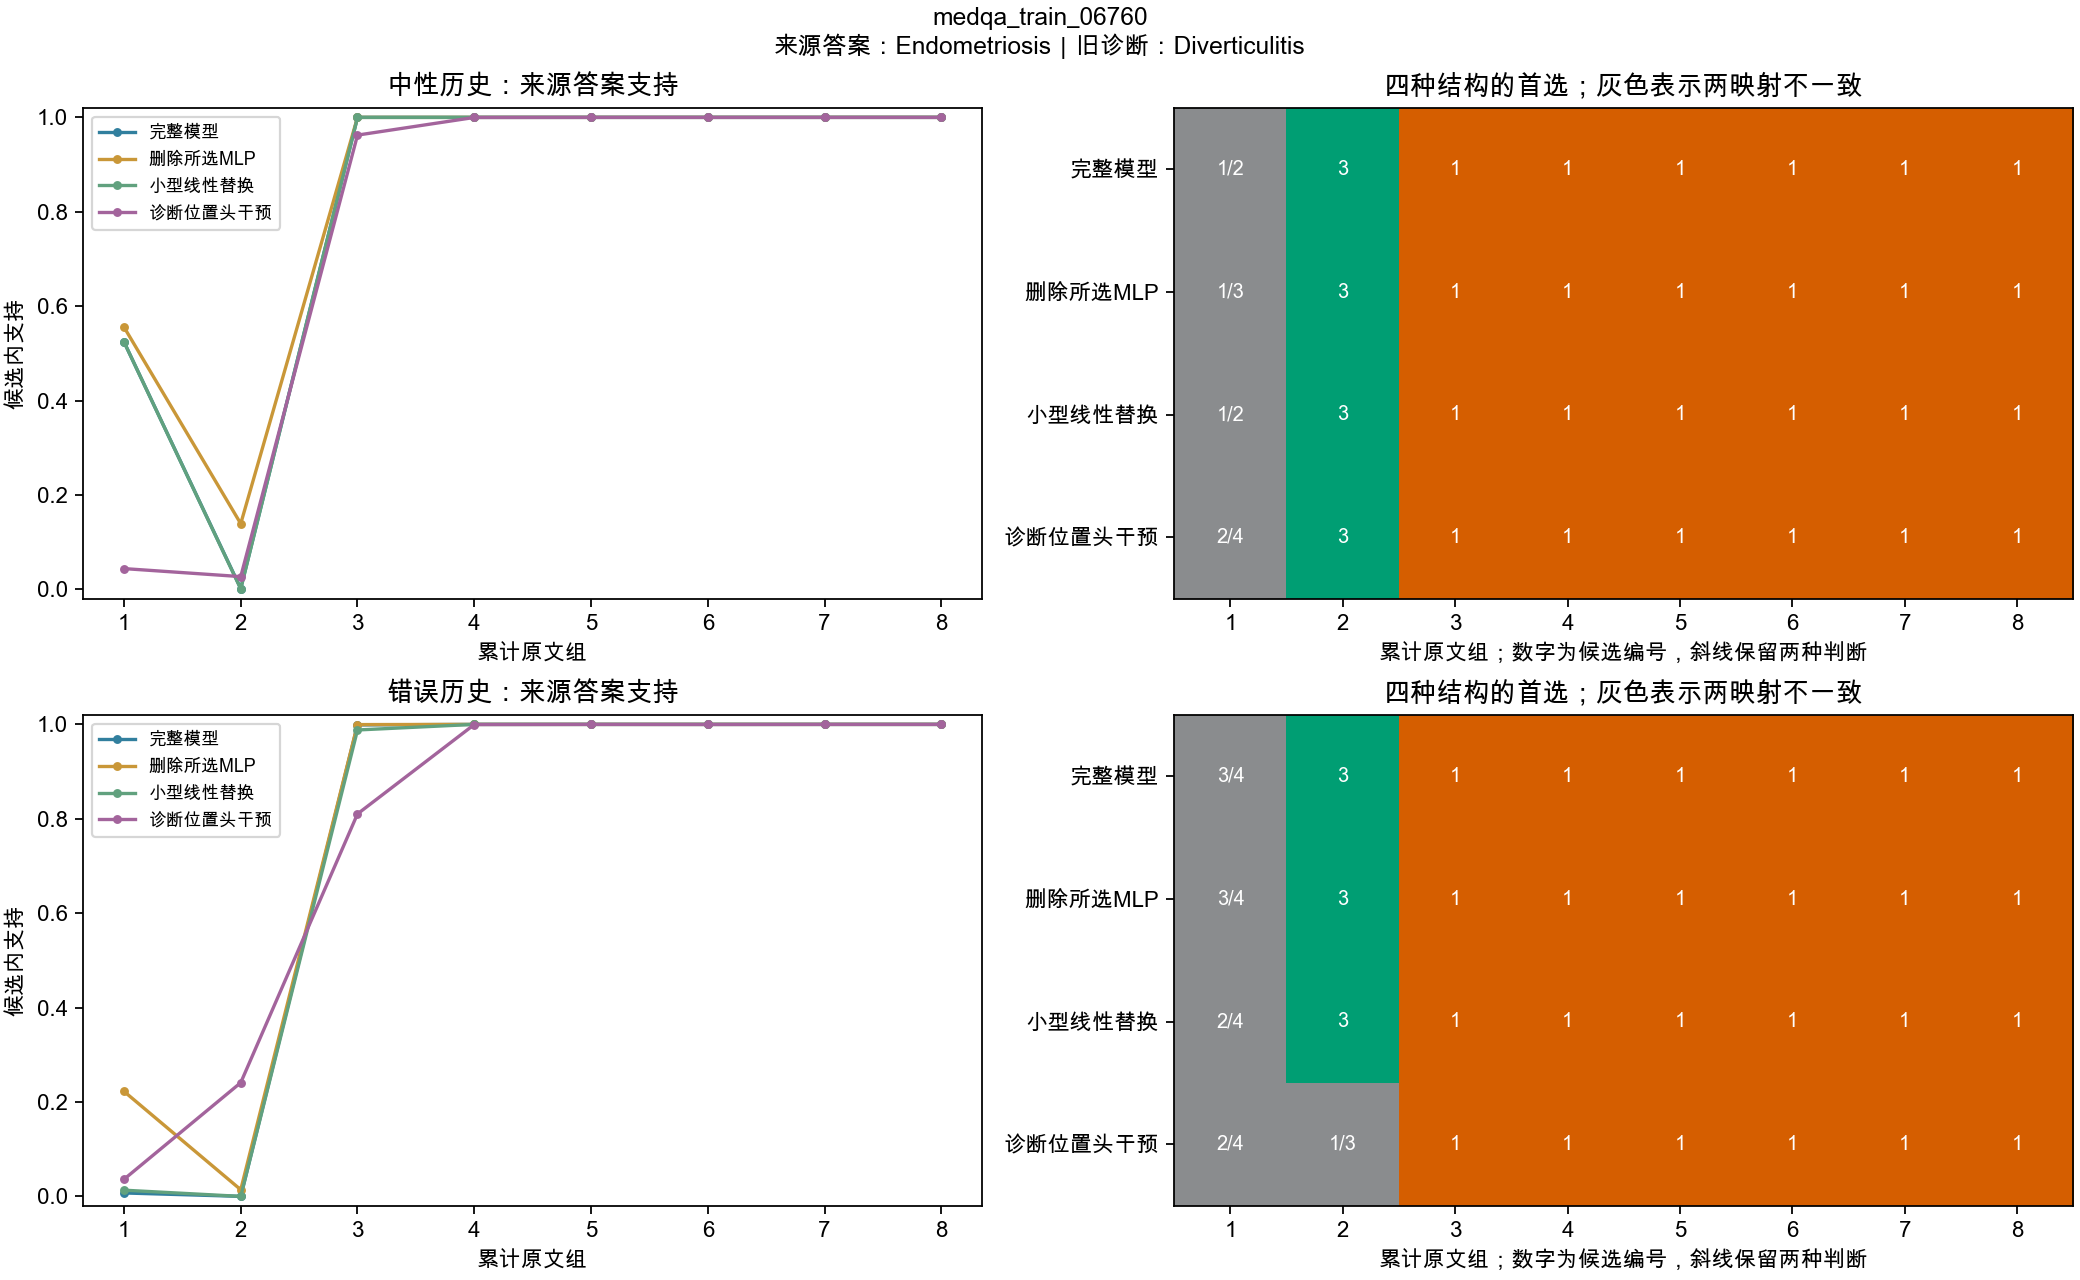 medqa_train_06760
来源答案：Endometriosis | 旧诊断：Diverticulitis
中性历史：来源答案支持
候选内支持
1.0
0.8
0.6
0.4
0.2
0.0
完整模型
删除所选MLP
小型线性替换
诊断位置头干预
1 2 3 4 5 6 7 8
累计原文组
四种结构的首选；灰色表示两映射不一致
完整模型 1/2 3 1 1 1 1 1 1
删除所选MLP 1/3 3 1 1 1 1 1 1
小型线性替换 1/2 3 1 1 1 1 1 1
诊断位置头干预 2/4 3 1 1 1 1 1 1
1 2 3 4 5 6 7 8
累计原文组；数字为候选编号，斜线保留两种判断
错误历史：来源答案支持
候选内支持
1.0
0.8
0.6
0.4
0.2
0.0
完整模型
删除所选MLP
小型线性替换
诊断位置头干预
1 2 3 4 5 6 7 8
累计原文组
四种结构的首选；灰色表示两映射不一致
完整模型 3/4 3 1 1 1 1 1 1
删除所选MLP 3/4 3 1 1 1 1 1 1
小型线性替换 2/4 3 1 1 1 1 1 1
诊断位置头干预 2/4 1/3 1 1 1 1 1 1
1 2 3 4 5 6 7 8
累计原文组；数字为候选编号，斜线保留两种判断